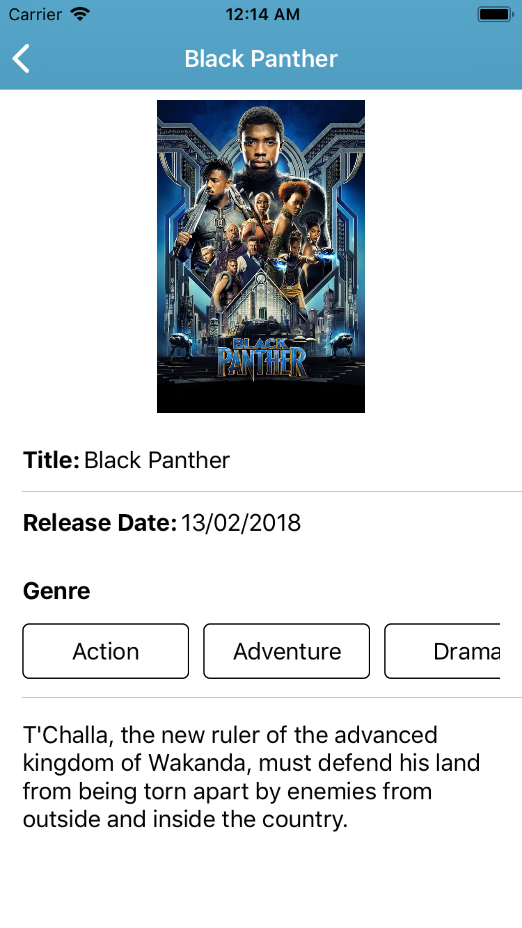 Carrier 12:14 AM
Black Panther
BLACK
PANTHER
Title: Black Panther
Release Date: 13/02/2018
Genre
Action Adventure Drama
T'Challa, the new ruler of the advanced
kingdom of Wakanda, must defend his land
from being torn apart by enemies from
outside and inside the country.